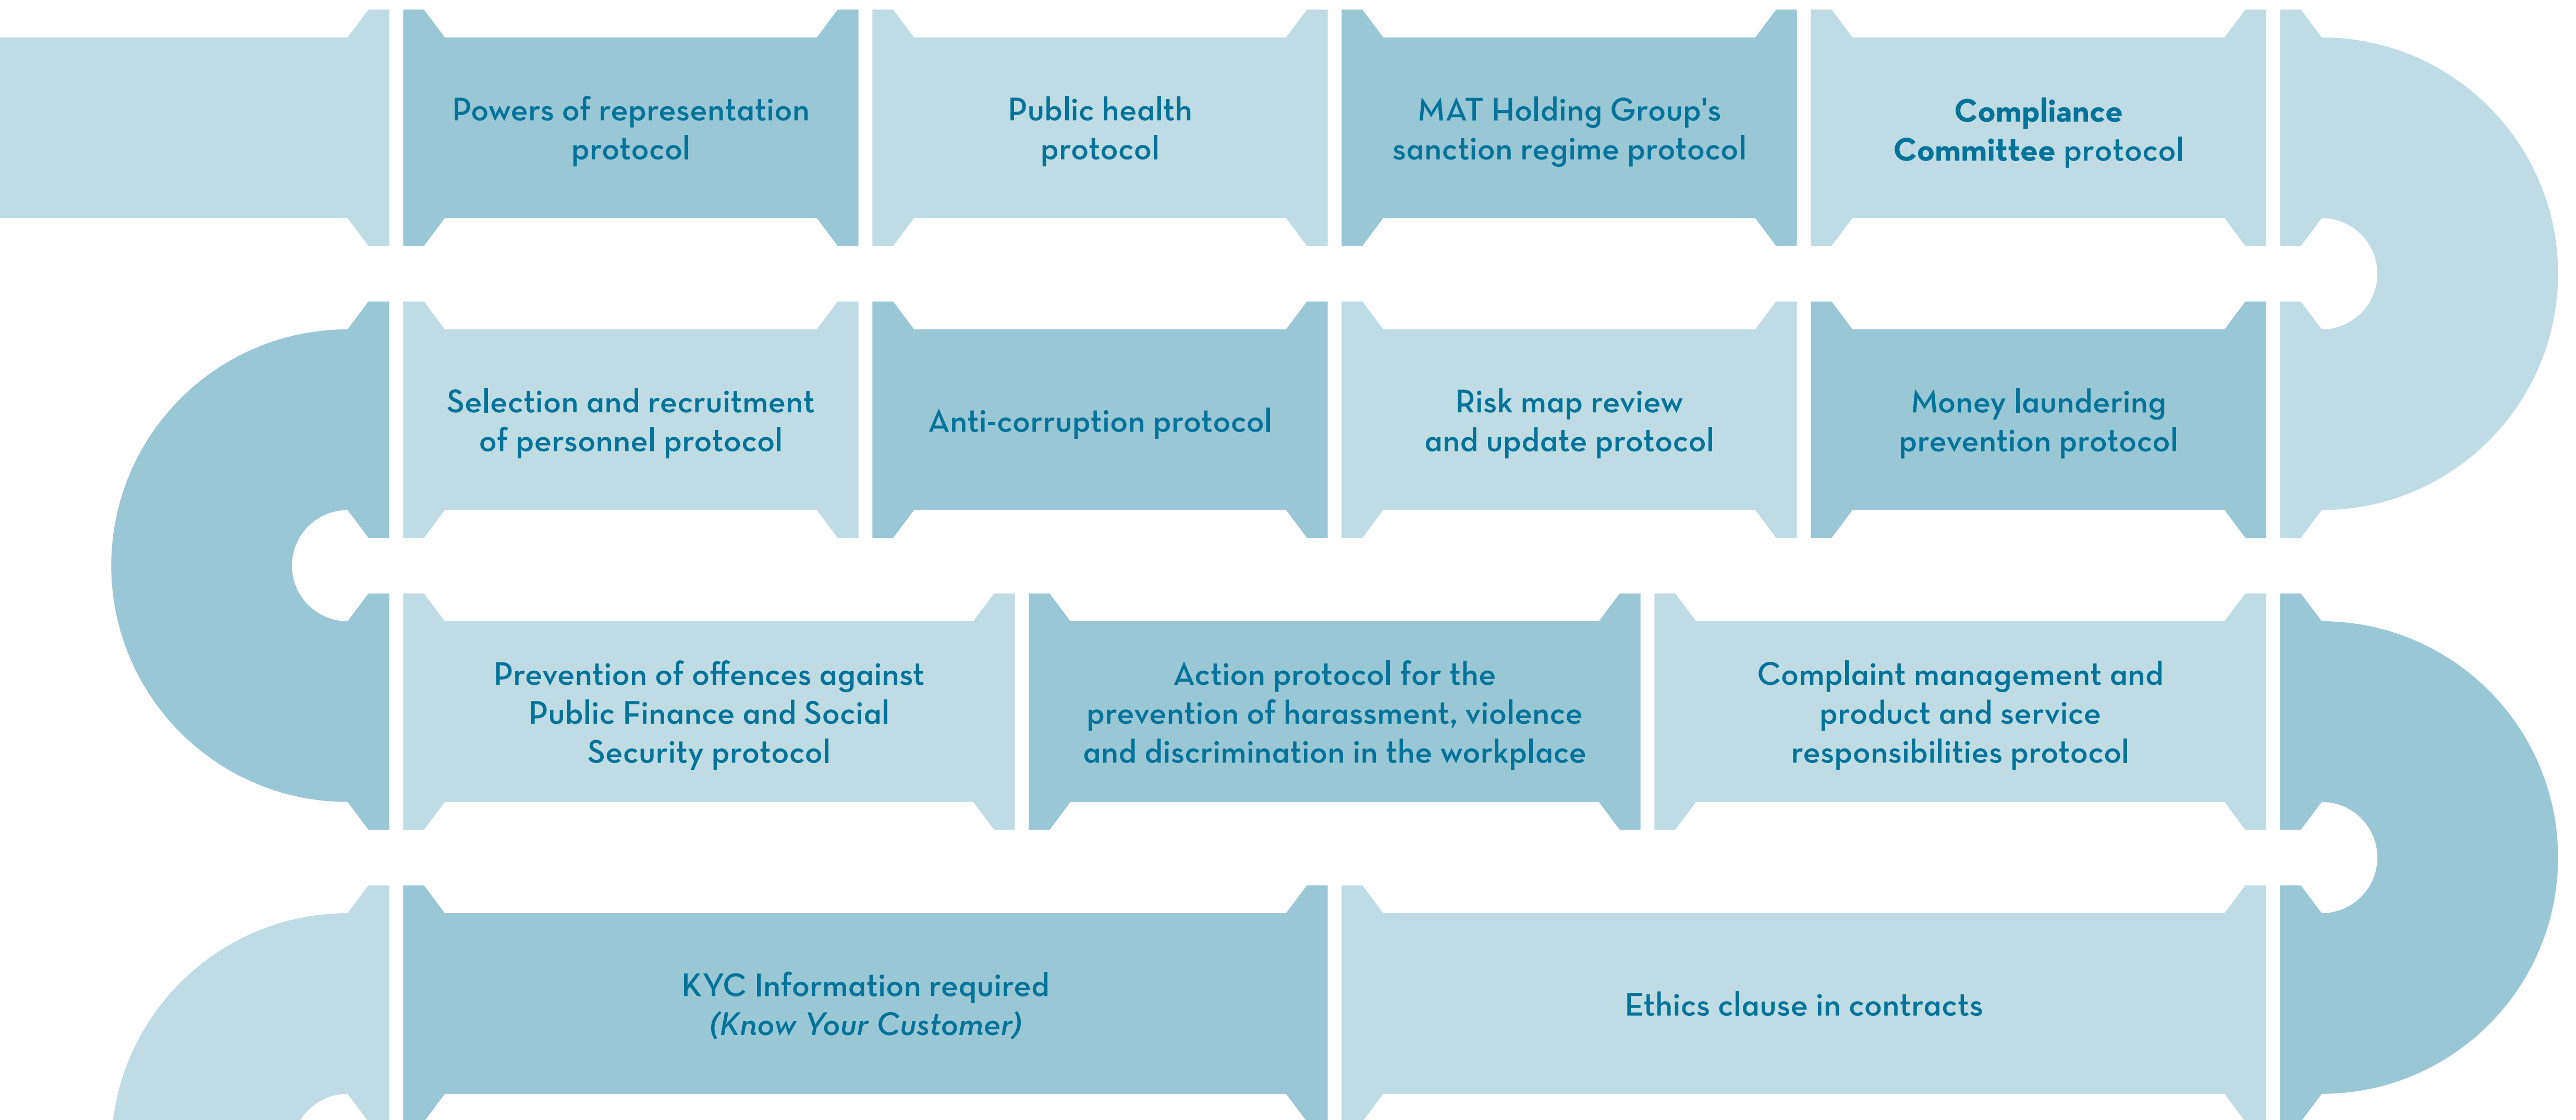 Powers of representation
protocol
Public health
protocol
MAT Holding Group's
sanction regime protocol
Compliance
Committee protocol
Selection and recruitment
of personnel protocol
Anti-corruption protocol
Risk map review
and update protocol
Money laundering
prevention protocol
Prevention of offences against
Public Finance and Social
Security protocol
Action protocol for the
prevention of harassment, violence
and discrimination in the workplace
Complaint management and
product and service
responsibilities protocol
KYC Information required
(Know Your Customer)
Ethics clause in contracts